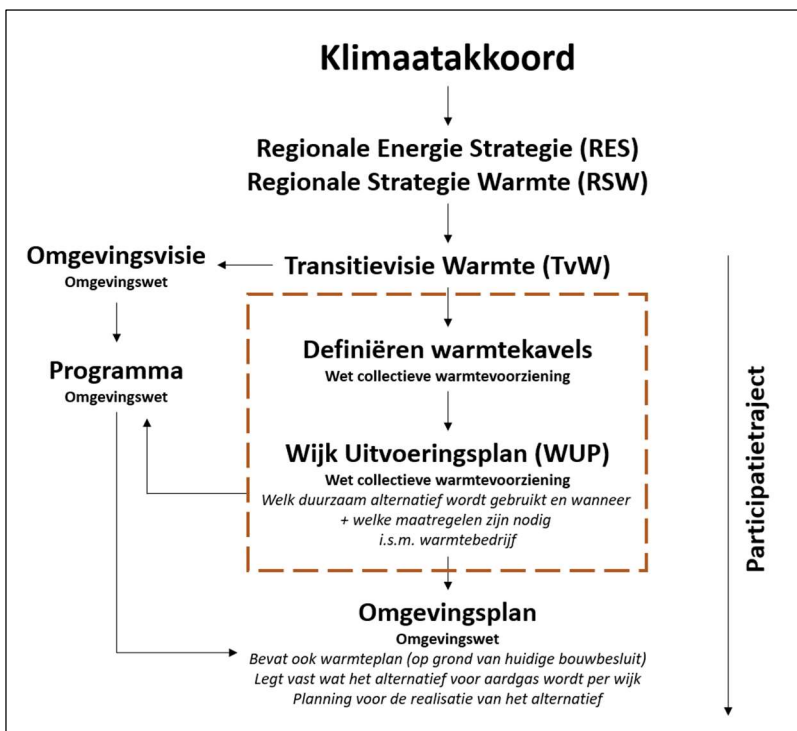 Klimaatakkoord
Regionale Energie Strategie (RES)
Regionale Strategie Warmte (RSW)
Omgevingsvisie
Omgevingswet
Transitievisie Warmte (TvW)
Programma
Omgevingswet
Definiëren warmtekavels
Wet collectieve warmtevoorziening
Wijk Uitvoeringsplan (WUP)
Wet collectieve warmtevoorziening
Welk duurzaam alternatief wordt gebruikt en wanneer
+ welke maatregelen zijn nodig
i.s.m. warmtebedrijf
Omgevingsplan
Omgevingswet
Bevat ook warmteplan (op grond van huidige bouwbesluit)
Legt vast wat het alternatief voor aardgas wordt per wijk
Planning voor de realisatie van het alternatief
Participatietraject